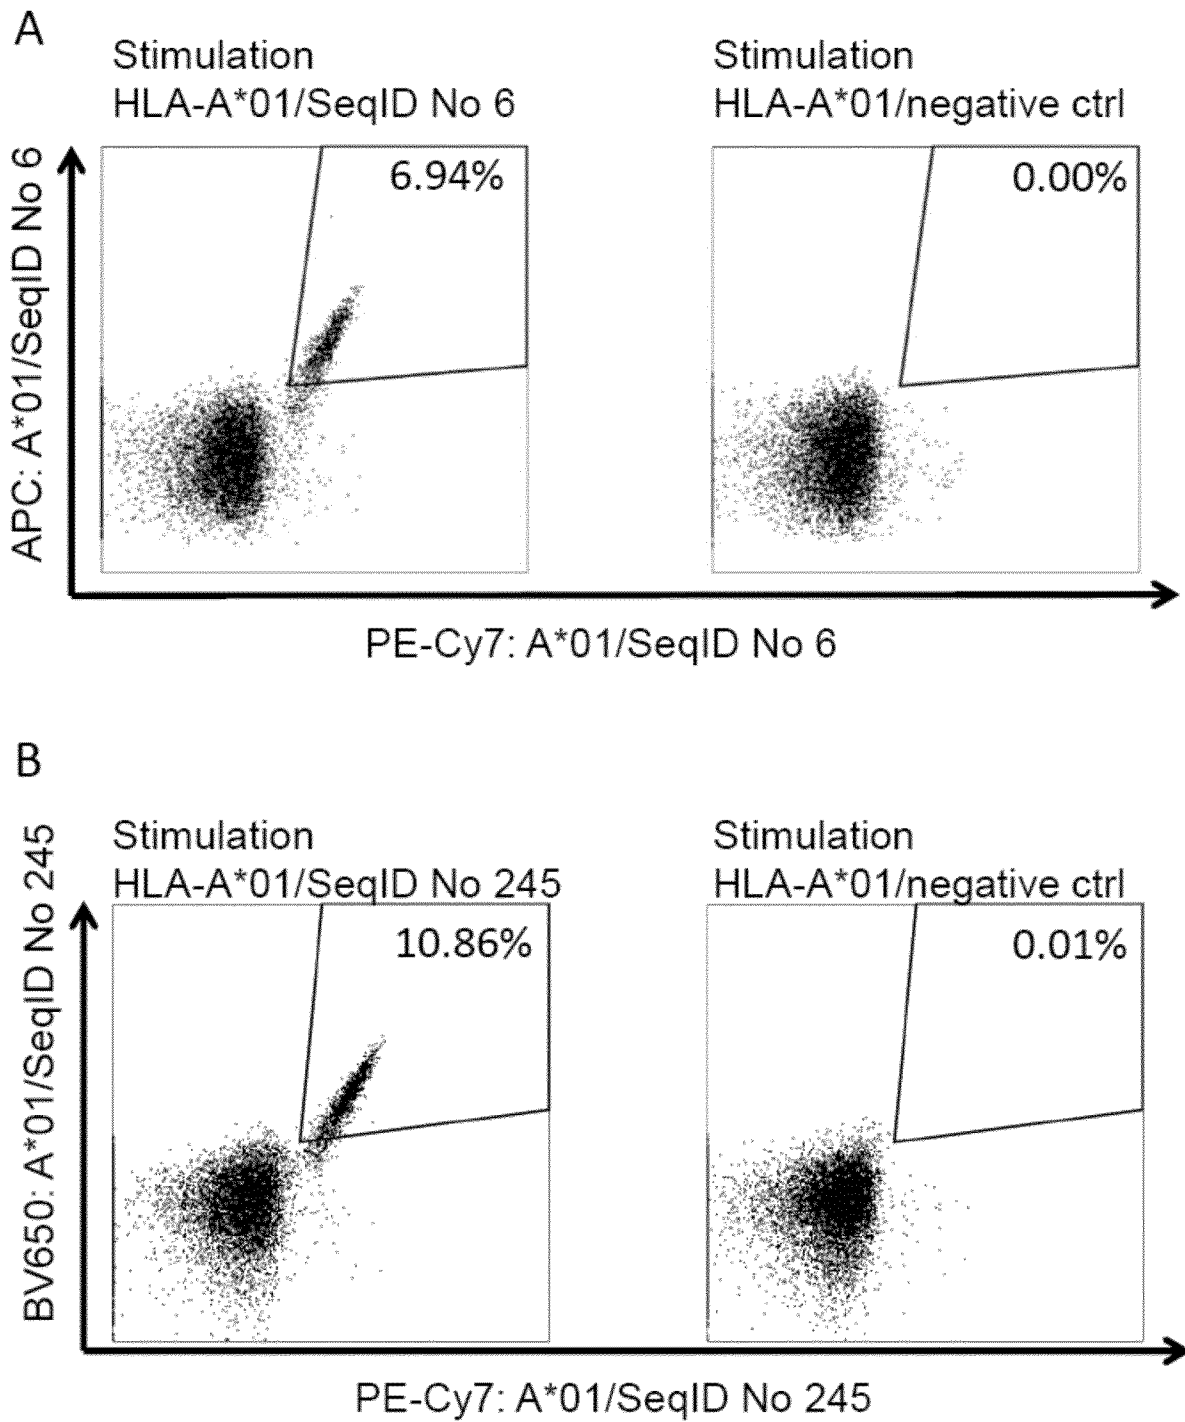 A
Stimulation
HLA-A*01/SeqID No 6
Stimulation
HLA-A*01/negative ctrl
6.94%
0.00%
APC: A*01/SeqID No 6
PE-Cy7: A*01/SeqID No 6
B
Stimulation
HLA-A*01/SeqID No 245
Stimulation
HLA-A*01/negative ctrl
10.86%
0.01%
BV650: A*01/SeqID No 245
PE-Cy7: A*01/SeqID No 245